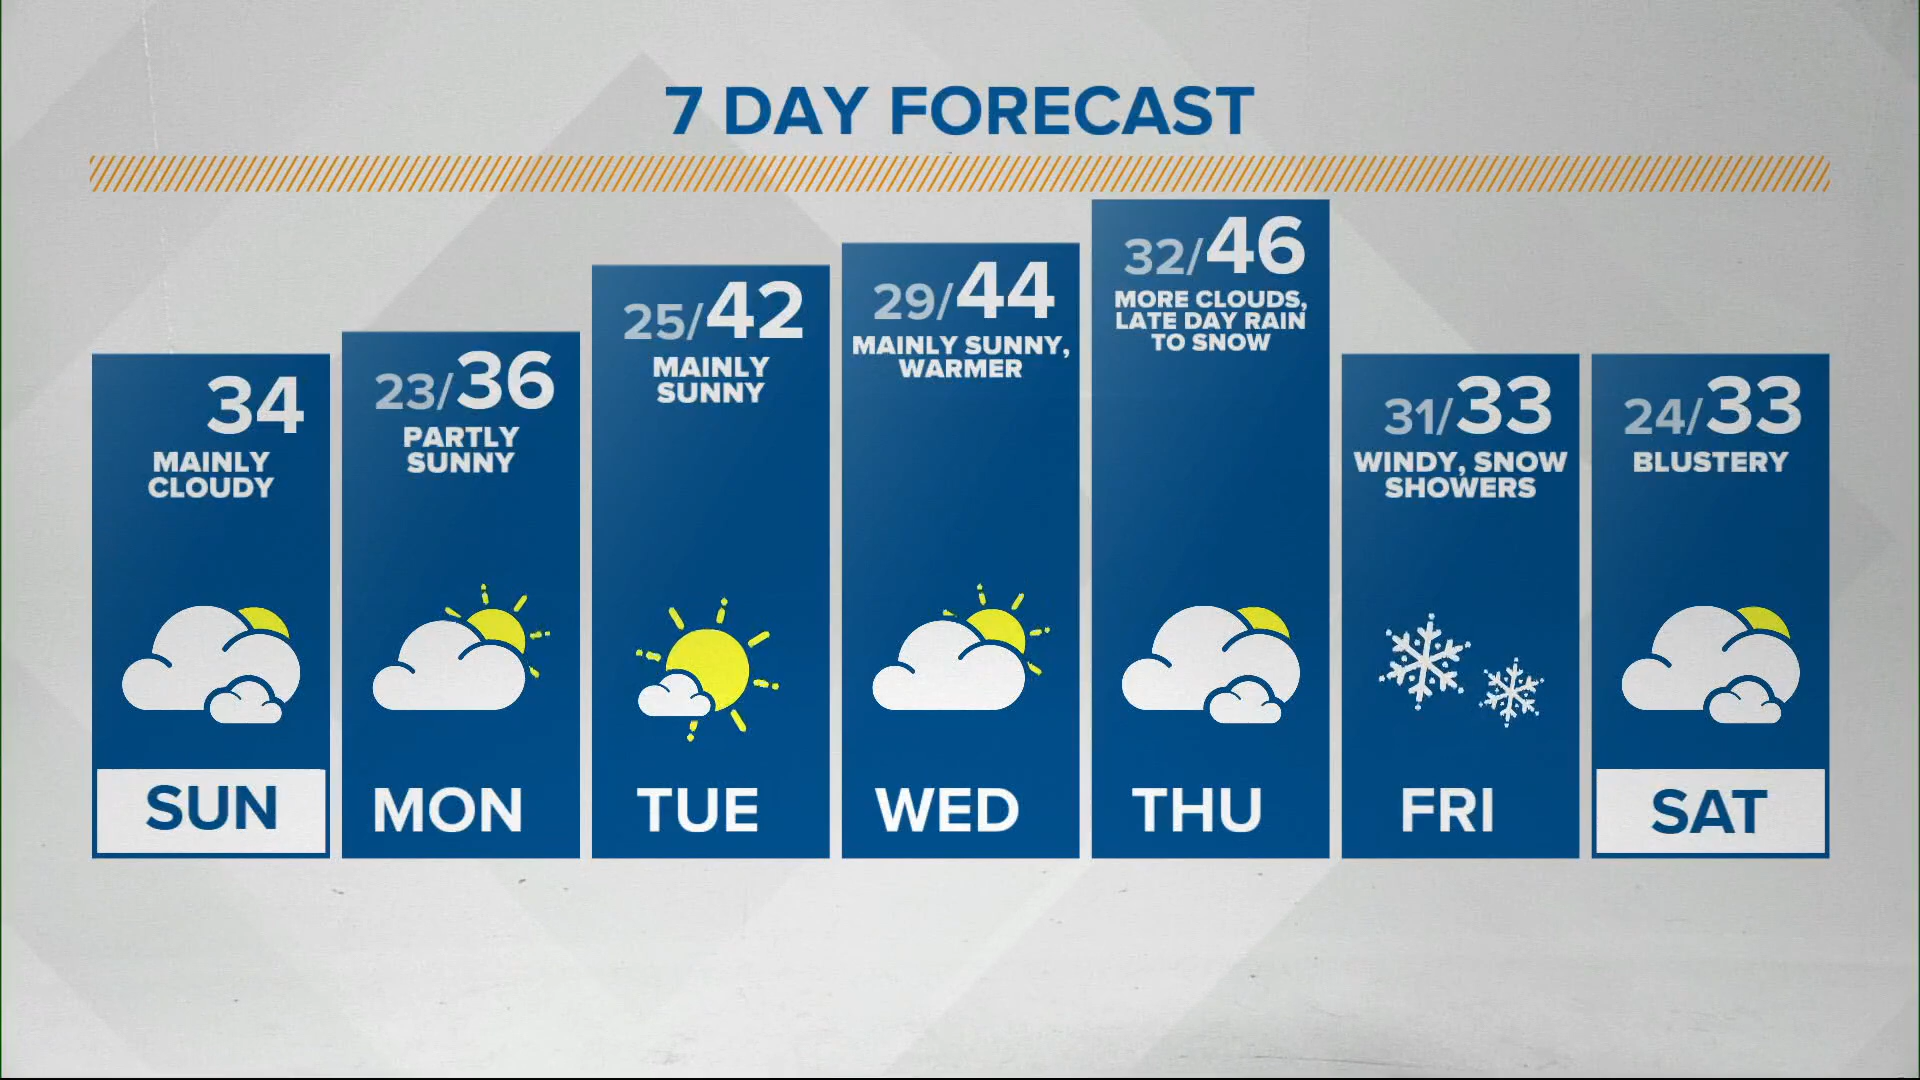 7 DAY FORECAST
34
MAINLY
CLOUDY
SUN
23/36
PARTLY
SUNNY
MON
25/42
MAINLY
SUNNY
TUE
29/44
MAINLY SUNNY,
WARMER
WED
32/46
MORE CLOUDS,
LATE DAY RAIN
TO SNOW
THU
31/33
WINDY, SNOW
SHOWERS
FRI
24/33
BLUSTERY
SAT